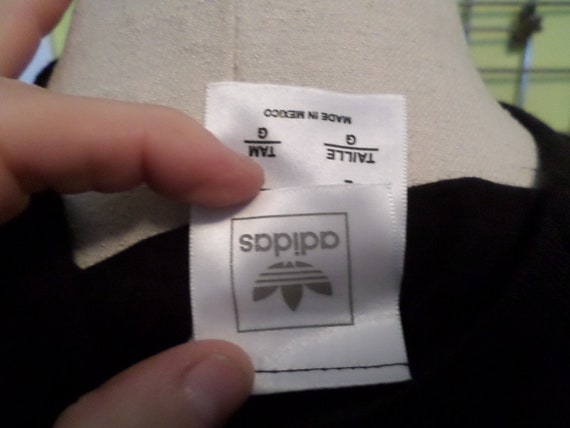 adidas
TAILLE
G
TAM
G
MADE IN MEXICO